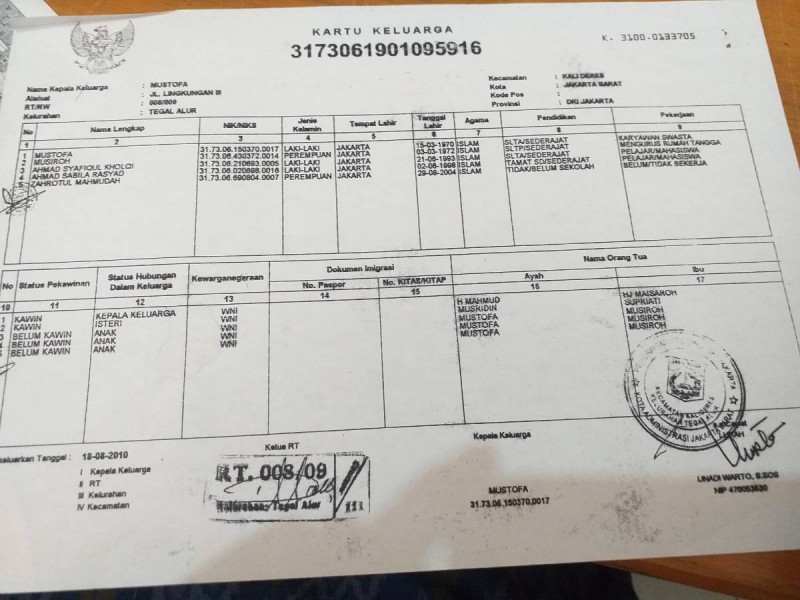 KARTU KELUARGA
3173061901095916
K. 3100.0133705
Nama Kepala Keluarga : MUSTOFA
Alamat : JL. LINGKUNGAN III
RT/RW : 008/009
Kelurahan : TEGAL ALUR
Kecamatan : KALI DERES
Kota : JAKARTA BARAT
Kode Pos :
Provinsi : DKI JAKARTA
No Nama Lengkap NIK/NIKS Jenis Kelamin Tempat Lahir Tanggal Lahir Agama Pendidikan Pekerjaan
1 2 3 4 5 6 7 8 9
1 MUSTOFA 31.73.06.150370.0017 LAKI-LAKI JAKARTA 15-03-1970 ISLAM SLTA/SEDERAJAT KARYAWAN SWASTA
2 MUSIROH 31.73.06.430372.0014 PEREMPUAN JAKARTA 03-03-1972 ISLAM SLTP/SEDERAJAT MENGURUS RUMAH TANGGA
3 AHMAD SYAFIQUL KHOLQI 31.73.06.210693.0005 LAKI-LAKI JAKARTA 21-06-1993 ISLAM SLTA/SEDERAJAT PELAJAR/MAHASISWA
4 AHMAD SABILA RASYAD 31.73.06.020698.0016 LAKI-LAKI JAKARTA 02-06-1998 ISLAM TAMAT SD/SEDERAJAT PELAJAR/MAHASISWA
5 ZAHROTUL MAHMUDAH 31.73.06.690804.0007 PEREMPUAN JAKARTA 29-08-2004 ISLAM TIDAK/BELUM SEKOLAH BELUM/TIDAK BEKERJA
No Status Pekawinan Status Hubungan Dalam Keluarga Kewarganegeraan Dokumen Imigrasi Nama Orang Tua
No. Paspor No. KITAS/KITAP Ayah Ibu
10 11 12 13 14 15 16 17
1 KAWIN KEPALA KELUARGA WNI H MAHMUD HJ MAISAROH
2 KAWIN ISTERI WNI MUSRIDIN SUPRIATI
BELUM KAWIN ANAK WNI MUSTOFA MUSIROH
BELUM KAWIN ANAK WNI MUSTOFA MUSIROH
BELUM KAWIN ANAK WNI MUSTOFA MUSIROH
KECAMATAN KALIDERES
KELURAHAN TEGAL ALUR
KOTA ADMINISTRASI JAKARTA BARAT
Tanggal : 18-08-2010
I Kepala Keluarga
II RT
III Kelurahan
IV Kecamatan
Ketua RT
RT. 008/09
Kelurahan: Tegal Alur
Kepala Keluarga
MUSTOFA
31.73.06.150370.0017
LURAH
UHADI WARTO, S.SOS
NIP 470053530